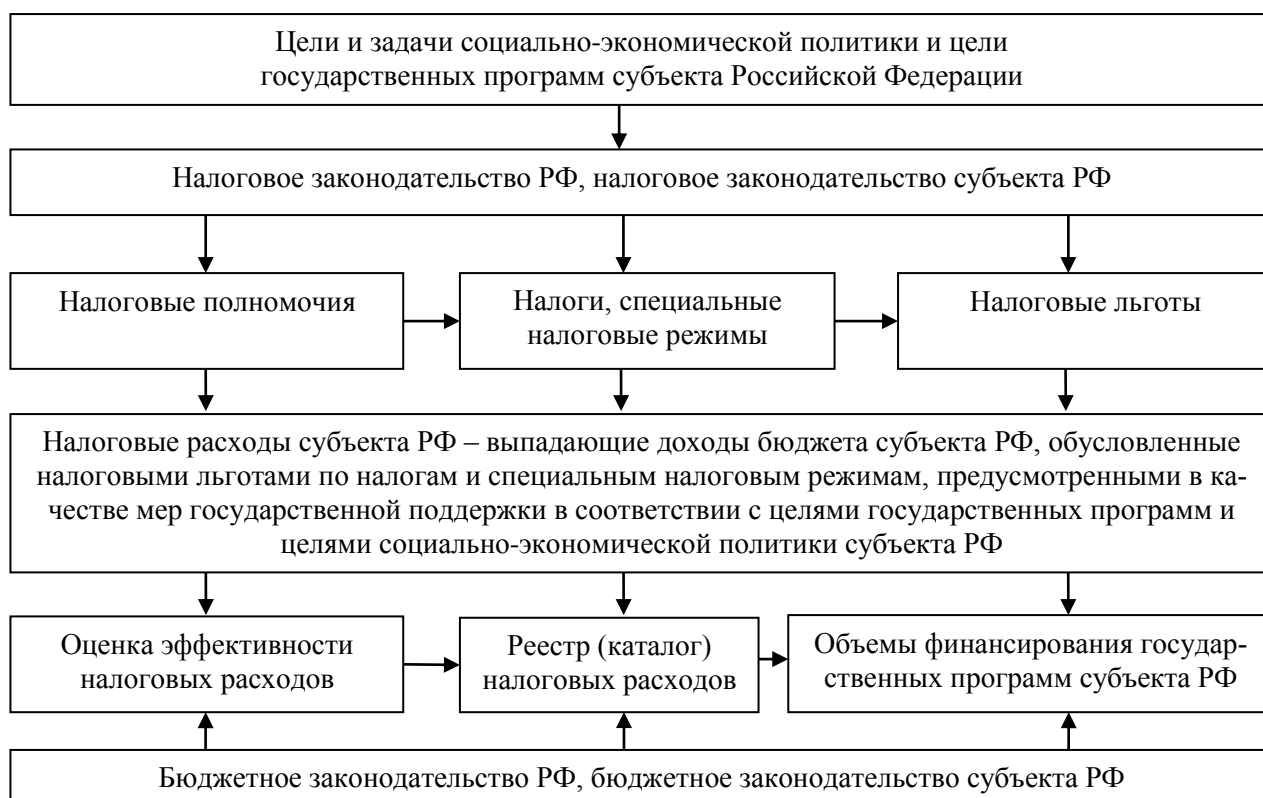 Цели и задачи социально-экономической политики и цели
государственных программ субъекта Российской Федерации
Налоговое законодательство РФ, налоговое законодательство субъекта РФ
Налоговые полномочия
Налоги, специальные
налоговые режимы
Налоговые льготы
Налоговые расходы субъекта РФ – выпадающие доходы бюджета субъекта РФ, обусловленные
налоговыми льготами по налогам и специальным налоговым режимам, предусмотренными в ка-
честве мер государственной поддержки в соответствии с целями государственных программ и
целями социально-экономической политики субъекта РФ
Оценка эффективности
налоговых расходов
Реестр (каталог)
налоговых расходов
Объемы финансирования государ-
ственных программ субъекта РФ
Бюджетное законодательство РФ, бюджетное законодательство субъекта РФ